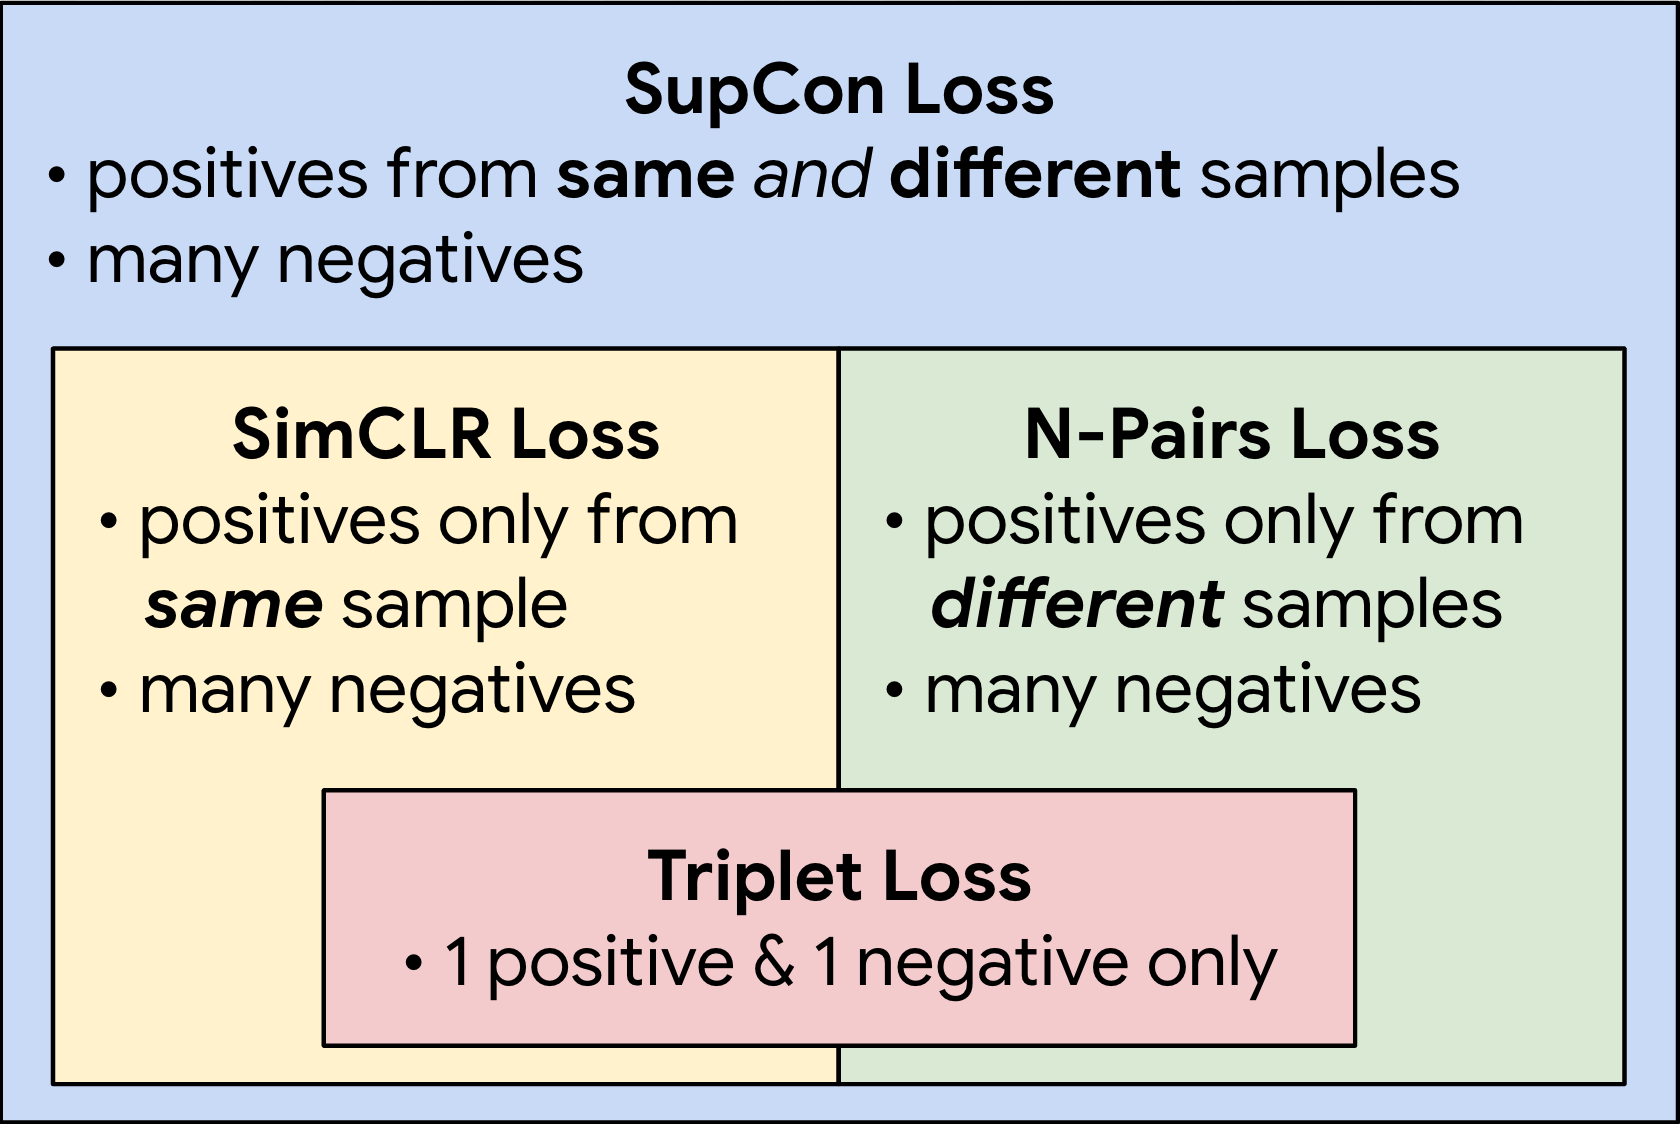 SupCon Loss
• positives from same and different samples
• many negatives
SimCLR Loss
• positives only from
same sample
• many negatives
N-Pairs Loss
• positives only from
different samples
• many negatives
Triplet Loss
• 1 positive & 1 negative only